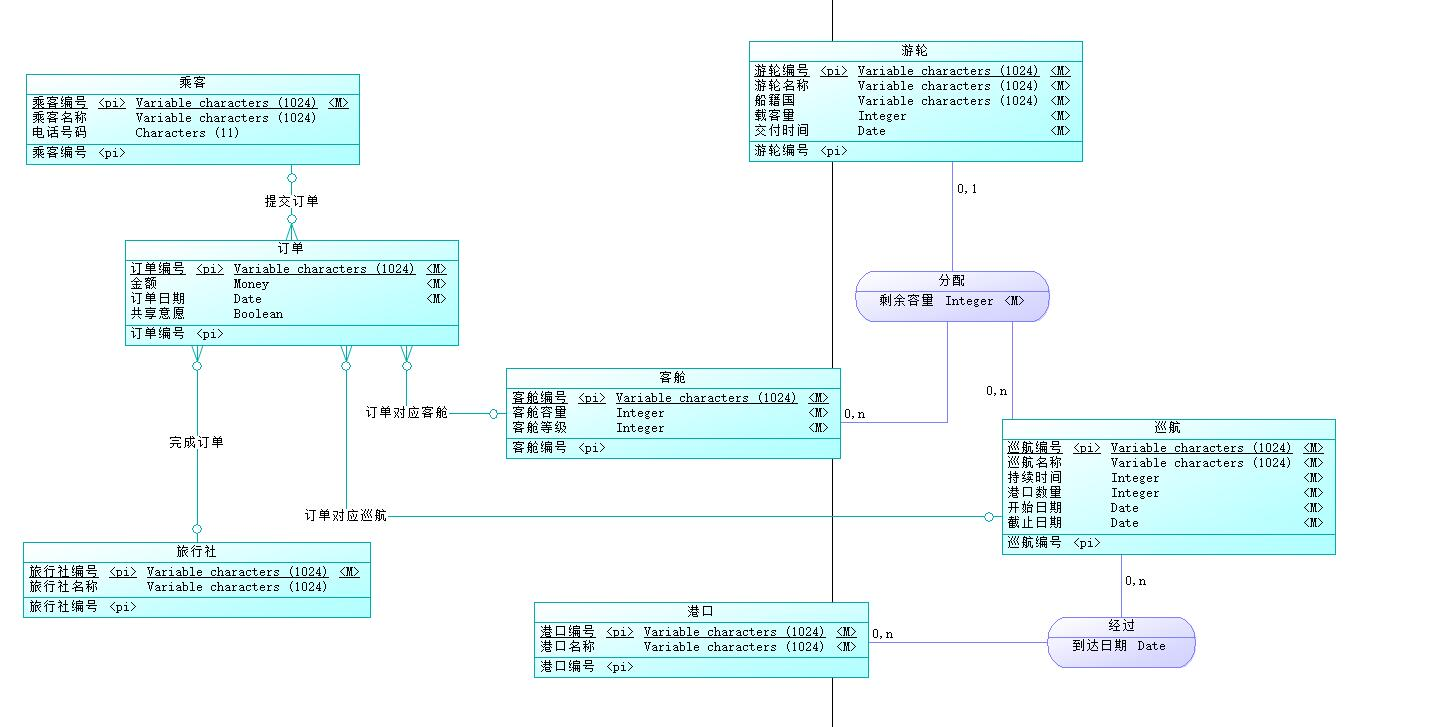 乘客
乘客编号 <pi> Variable characters (1024) <M>
乘客名称 Variable characters (1024)
电话号码 Characters (11)
乘客编号 <pi>
提交订单
订单
订单编号 <pi> Variable characters (1024) <M>
金额 Money <M>
订单日期 Date <M>
共享意愿 Boolean
订单编号 <pi>
游轮
游轮编号 <pi> Variable characters (1024) <M>
游轮名称 Variable characters (1024) <M>
船籍国 Variable characters (1024) <M>
载客量 Integer <M>
交付时间 Date <M>
游轮编号 <pi>
0,1
分配
剩余容量 Integer <M>
0,n
0,n
订单对应客舱
客舱
客舱编号 <pi> Variable characters (1024) <M>
客舱容量 Integer <M>
客舱等级 Integer <M>
客舱编号 <pi>
完成订单
订单对应巡航
巡航
巡航编号 <pi> Variable characters (1024) <M>
巡航名称 Variable characters (1024) <M>
持续时间 Integer <M>
港口数量 Integer <M>
开始日期 Date <M>
截止日期 Date <M>
巡航编号 <pi>
旅行社
旅行社编号 <pi> Variable characters (1024) <M>
旅行社名称 Variable characters (1024)
旅行社编号 <pi>
港口
港口编号 <pi> Variable characters (1024) <M>
港口名称 Variable characters (1024) <M>
港口编号 <pi>
0,n
0,n
经过
到达日期 Date